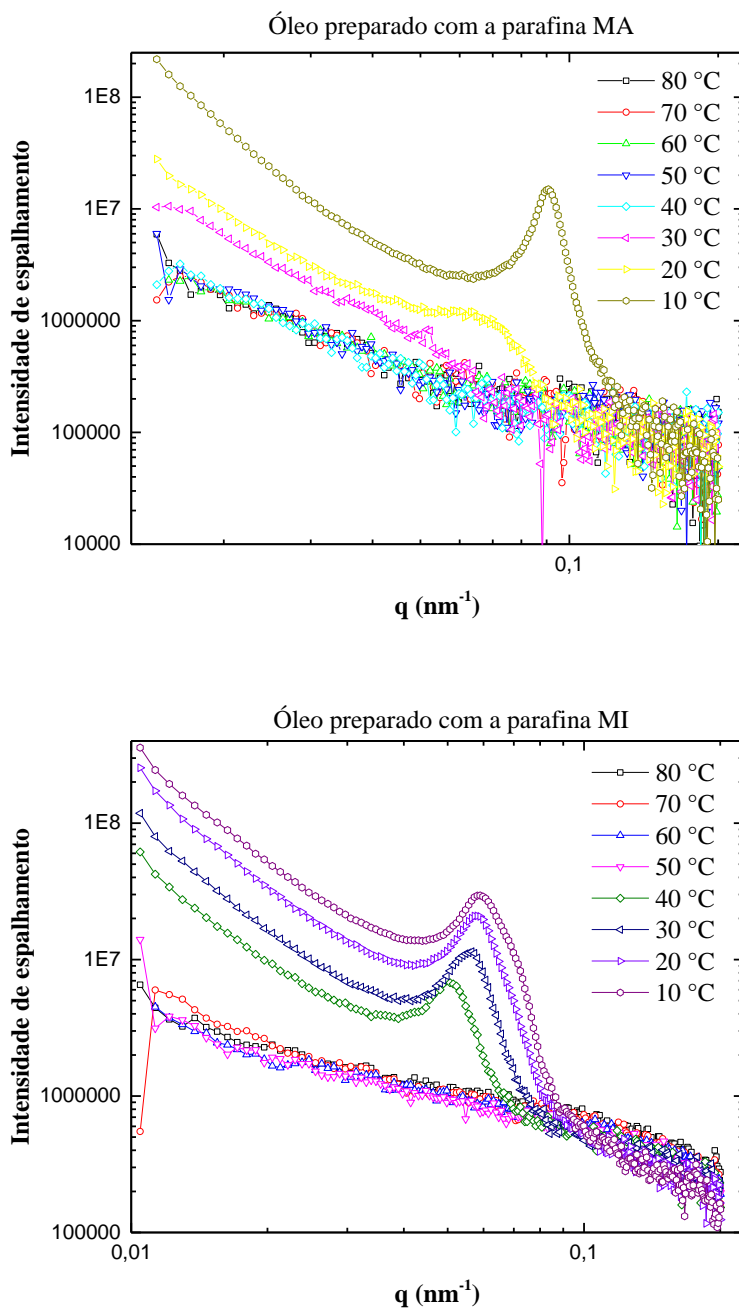 Óleo preparado com a parafina MA
Intensidade de espalhamento
1E8
1E7
1000000
100000
10000
80 °C
70 °C
60 °C
50 °C
40 °C
30 °C
20 °C
10 °C
0,1
q (nm⁻¹)
Óleo preparado com a parafina MI
Intensidade de espalhamento
1E8
1E7
1000000
100000
80 °C
70 °C
60 °C
50 °C
40 °C
30 °C
20 °C
10 °C
0,01
0,1
q (nm⁻¹)